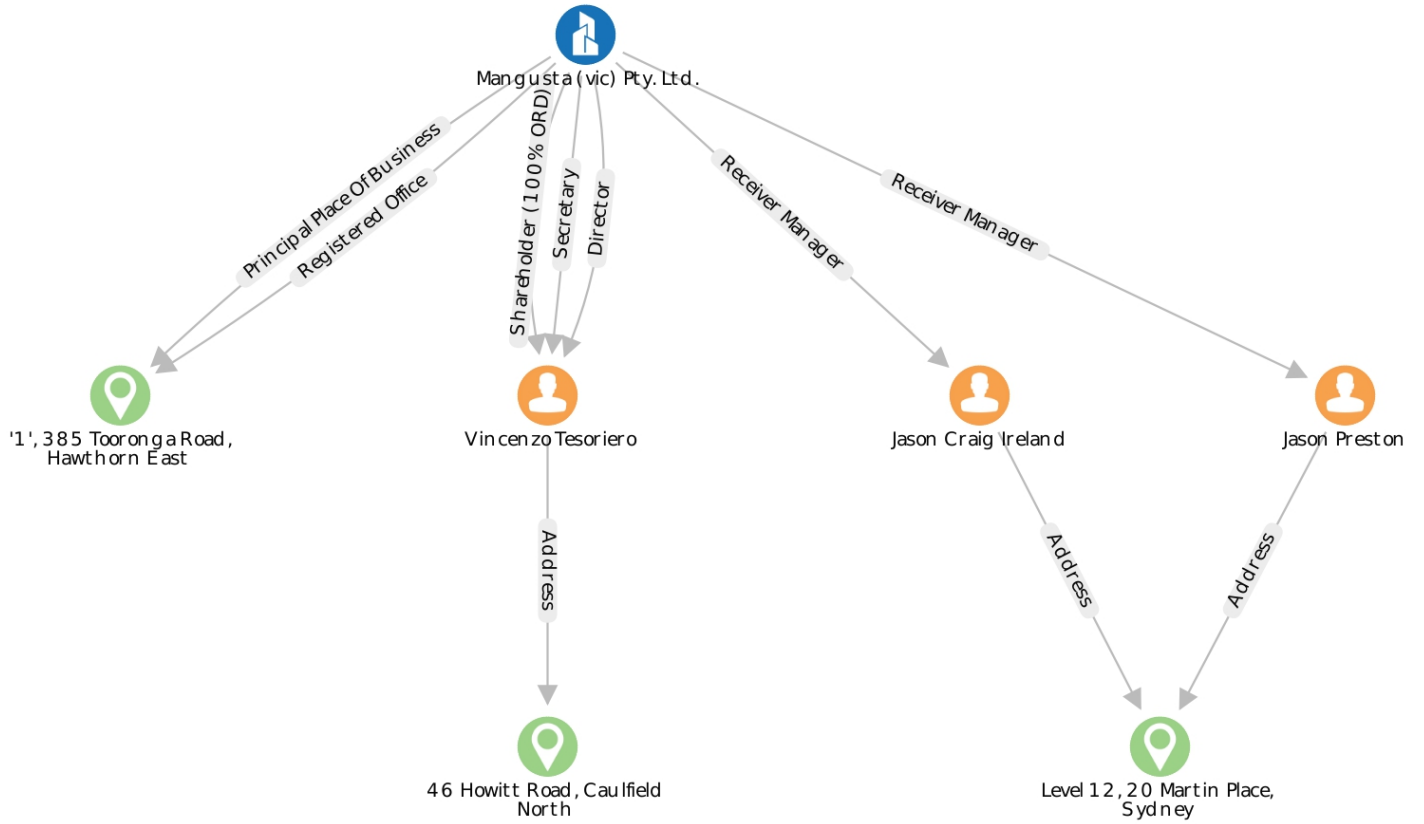 Mangusta (vic) Pty. Ltd.
Principal Place Of Business
Registered Office
Shareholder (100% ORD)
Secretary
Director
Receiver Manager
Receiver Manager
'1', 385 Tooronga Road,
Hawthorn East
Vincenzo Tesoriero
Jason Craig Ireland
Jason Preston
Address
Address
Address
46 Howitt Road, Caulfield
North
Level 12, 20 Martin Place,
Sydney